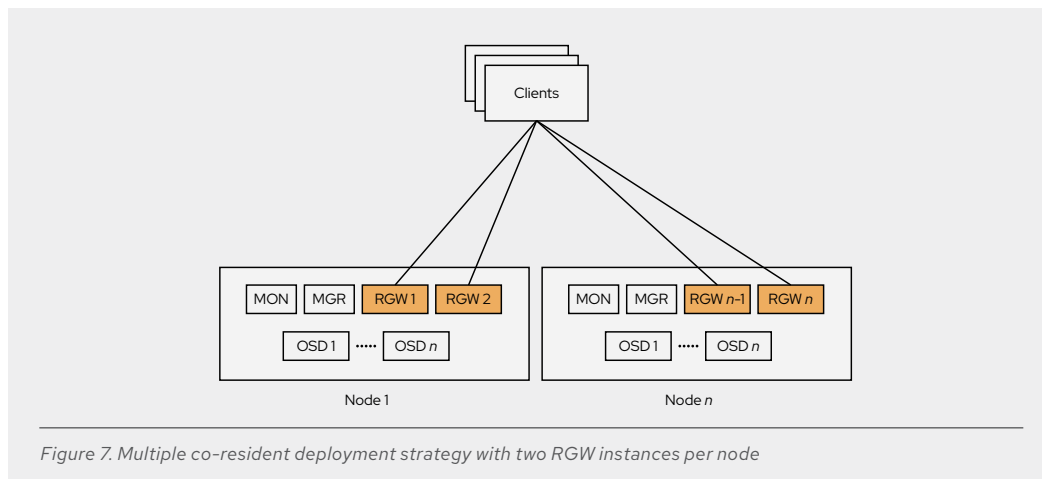 Clients
MON MGR RGW 1 RGW 2 MON MGR RGW n-1 RGW n
OSD 1 ····· OSD n OSD 1 ····· OSD n
Node 1 Node n
Figure 7. Multiple co-resident deployment strategy with two RGW instances per node